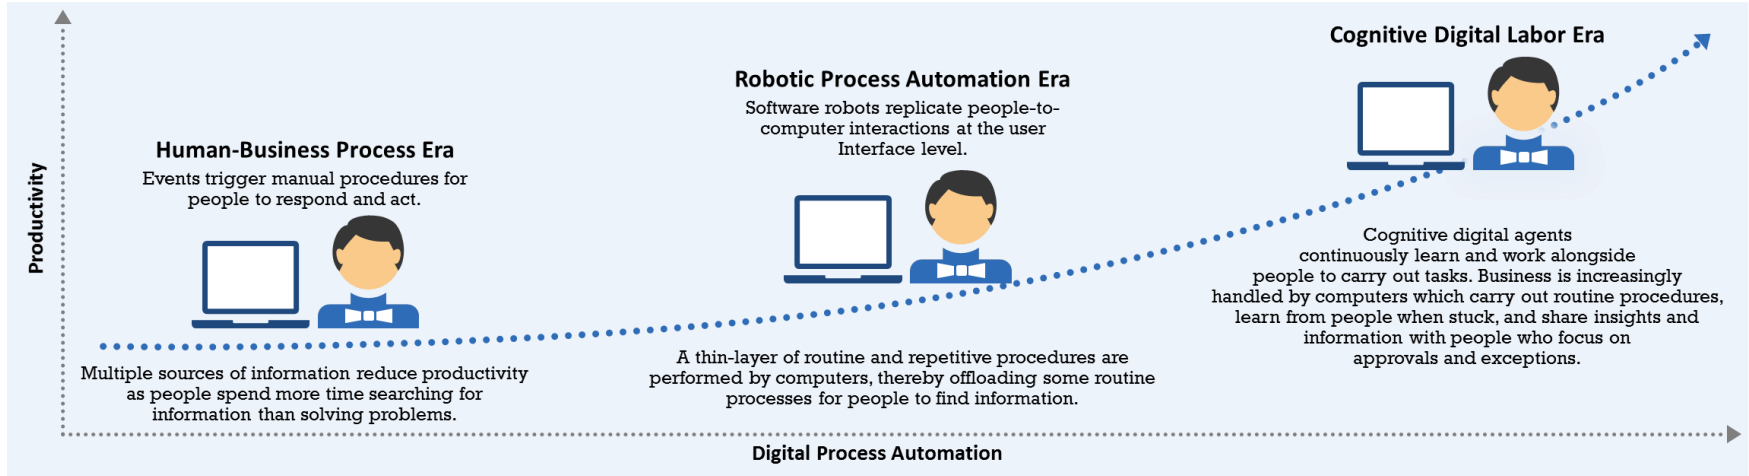 Productivity
Human-Business Process Era
Events trigger manual procedures for
people to respond and act.
Multiple sources of information reduce productivity
as people spend more time searching for
information than solving problems.
Robotic Process Automation Era
Software robots replicate people-to-
computer interactions at the user
Interface level.
A thin-layer of routine and repetitive procedures are
performed by computers, thereby offloading some routine
processes for people to find information.
Cognitive Digital Labor Era
Cognitive digital agents
continuously learn and work alongside
people to carry out tasks. Business is increasingly
handled by computers which carry out routine procedures,
learn from people when stuck, and share insights and
information with people who focus on
approvals and exceptions.
Digital Process Automation